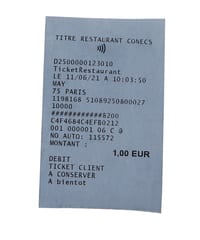 TITRE RESTAURANT CONECS
D2500000123010
TicketRestaurant
LE 11/06/21 A 10:03:50
MAY
75 PARIS
1198168 51089250800027
10000
############8200
C4F4684C4EFB0212
001 000001 06 C @
NO AUTO: 115572
MONTANT :
1,00 EUR
DEBIT
TICKET CLIENT
A CONSERVER
A bientot